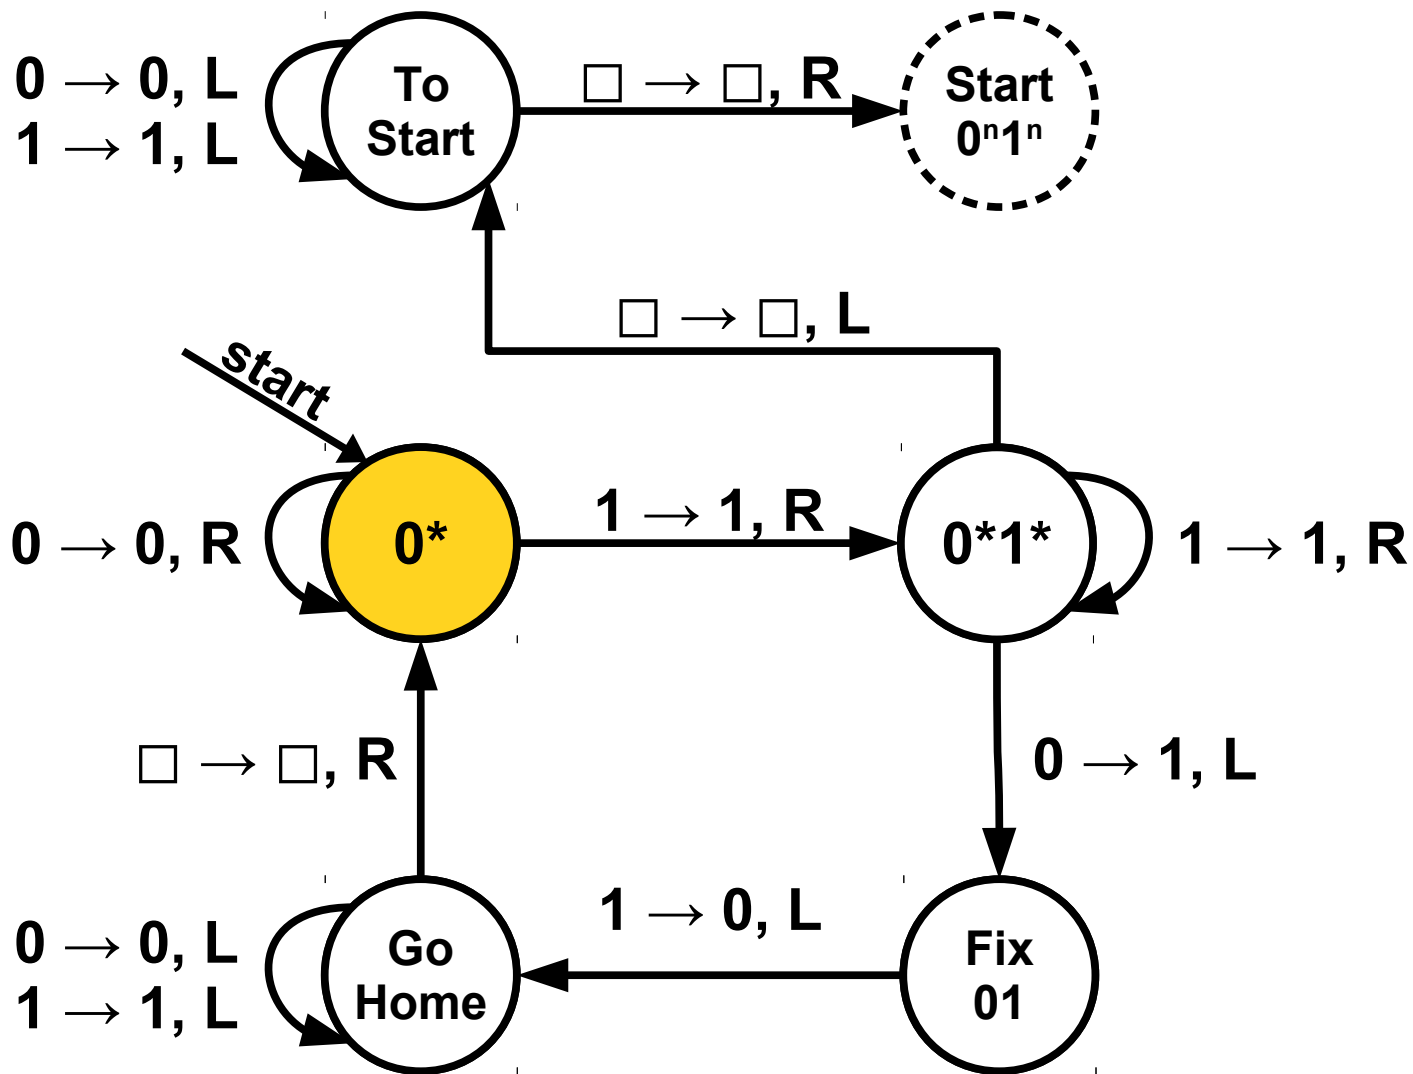 0 → 0, L
1 → 1, L
To
Start
□ → □, R
Start
0ⁿ1ⁿ
□ → □, L
start
0 → 0, R
0*
1 → 1, R
0*1*
1 → 1, R
□ → □, R
0 → 1, L
0 → 0, L
1 → 1, L
Go
Home
1 → 0, L
Fix
01